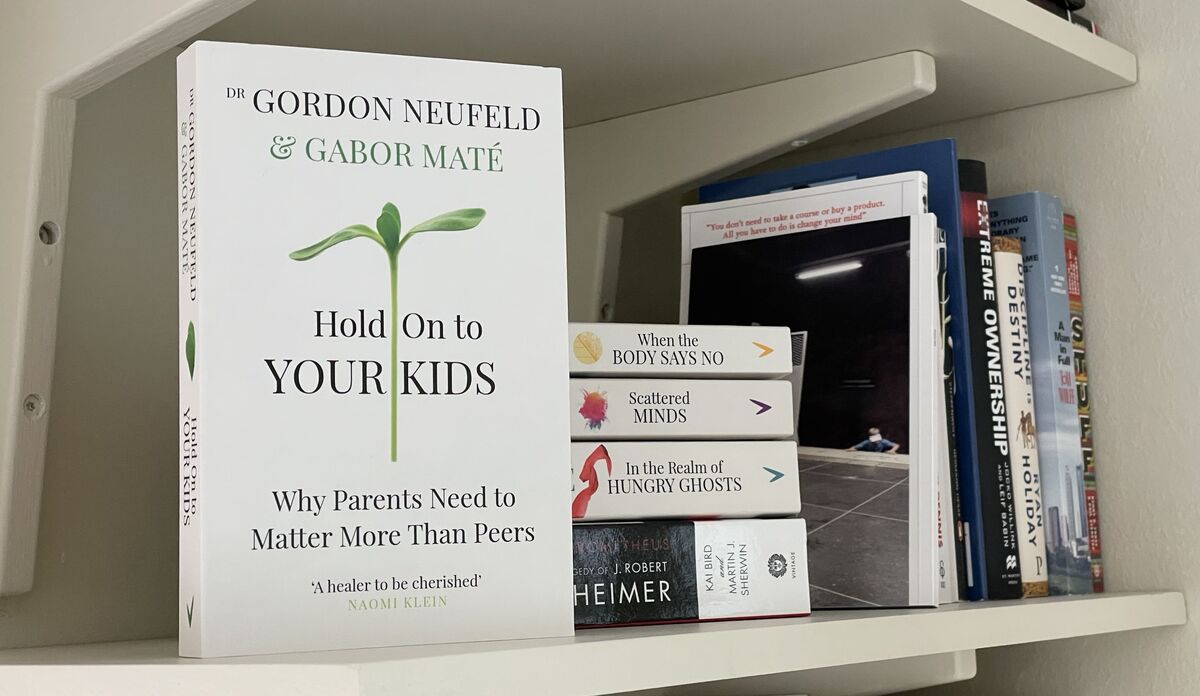 DR GORDON NEUFELD
& GABOR MATÉ
Hold On to
YOUR KIDS
Why Parents Need to
Matter More Than Peers
‘A healer to be cherished’
NAOMI KLEIN
DR GORDON NEUFELD
& GABOR MATÉ
Hold On to
YOUR KIDS
When the
BODY SAYS NO
Scattered
MINDS
In the Realm of
HUNGRY GHOSTS
J. ROBERT
HEIMER
KAI BIRD
and
MARTIN J.
SHERWIN
VINTAGE
"You don't need to take a course or buy a product.
All you have to do is change your mind"
EXTREME OWNERSHIP
JOCKO WILLINK
AND LEIF BABIN
DISCIPLINE IS
DESTINY
RYAN
HOLIDAY
A
Man
in
Full